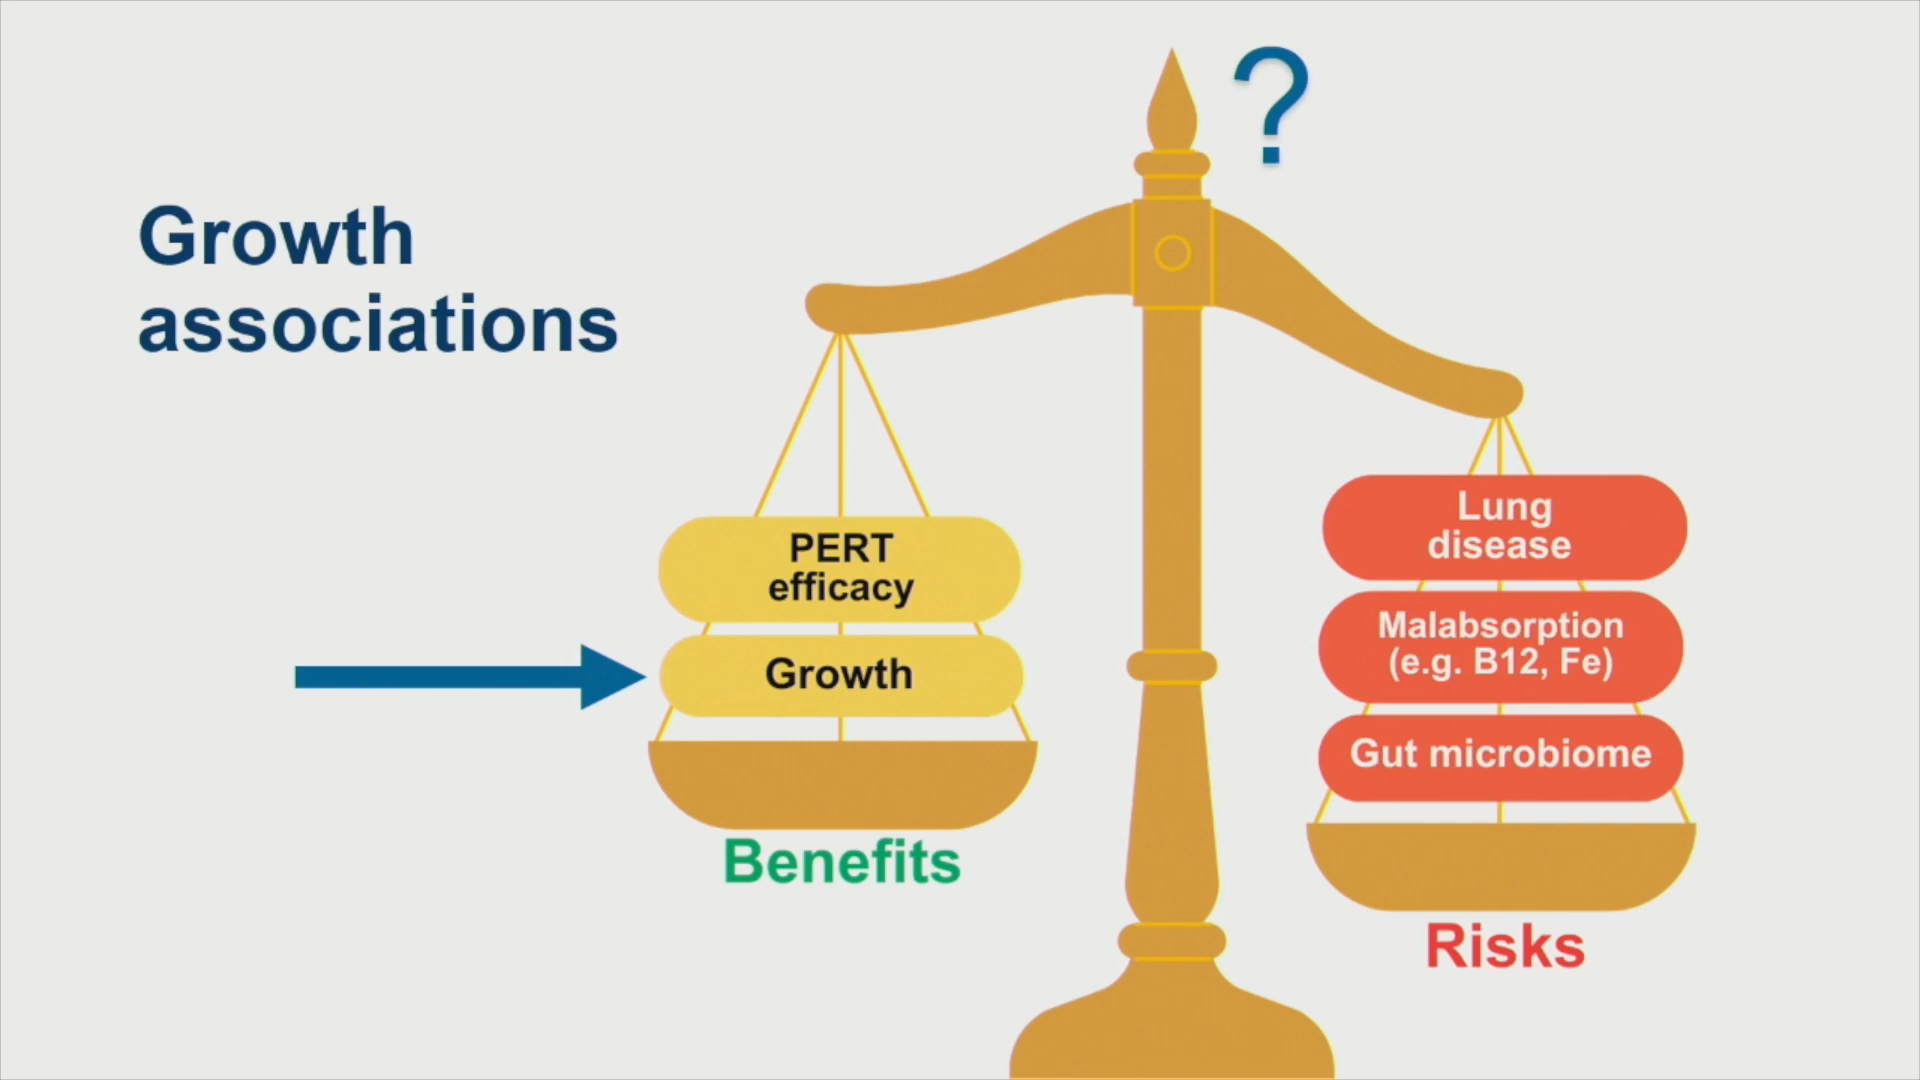 ?
Growth
associations
PERT
efficacy
Growth
Benefits
Lung
disease
Malabsorption
(e.g. B12, Fe)
Gut microbiome
Risks